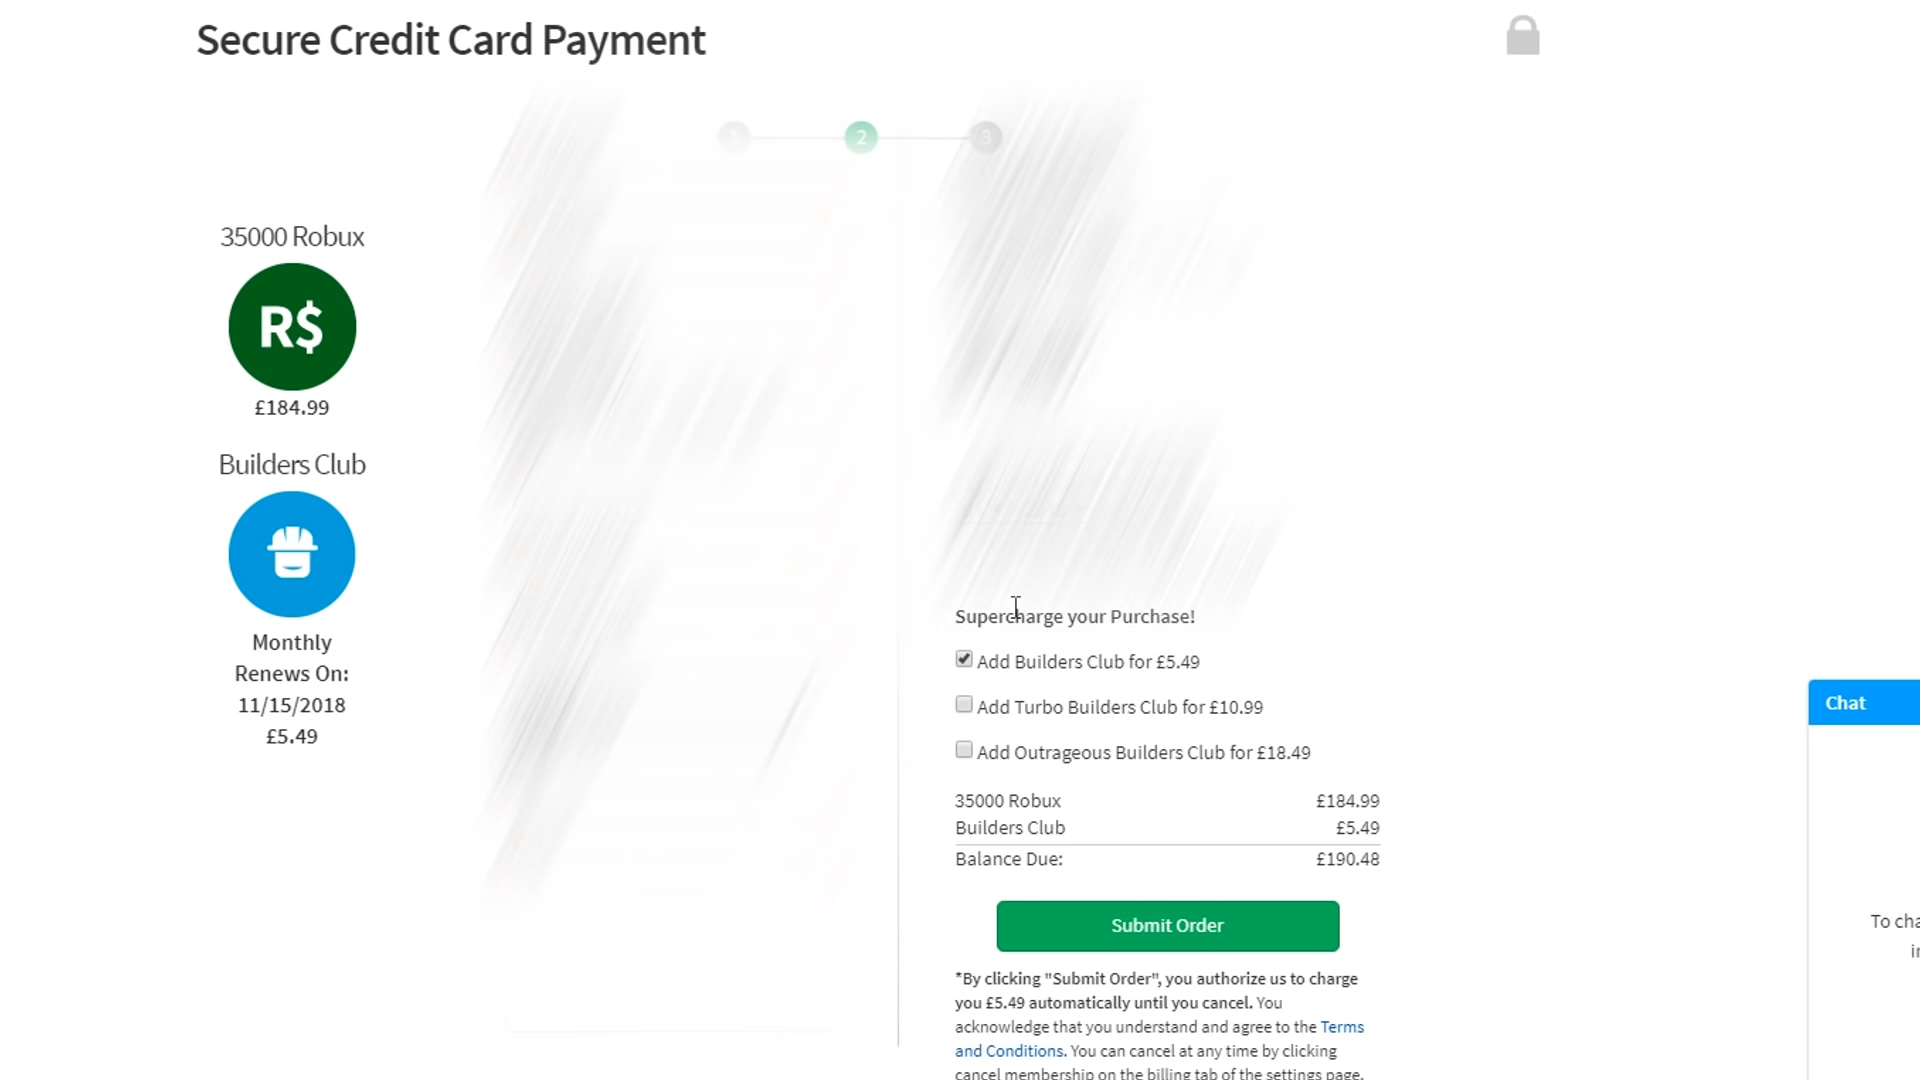 Secure Credit Card Payment
1
2
3
35000 Robux
R$
£184.99
Builders Club
Monthly
Renews On:
11/15/2018
£5.49
Supercharge your Purchase!
Add Builders Club for £5.49
Add Turbo Builders Club for £10.99
Add Outrageous Builders Club for £18.49
35000 Robux £184.99
Builders Club £5.49
Balance Due: £190.48
Submit Order
*By clicking "Submit Order", you authorize us to charge
you £5.49 automatically until you cancel. You
acknowledge that you understand and agree to the Terms
and Conditions. You can cancel at any time by clicking
cancel membership on the billing tab of the settings page.
Chat
To cha